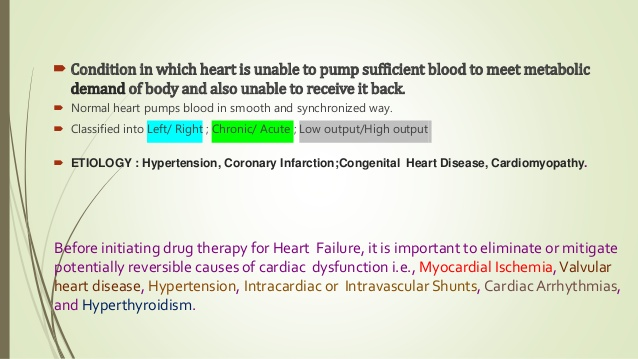 Condition in which heart is unable to pump sufficient blood to meet metabolic
demand of body and also unable to receive it back.
Normal heart pumps blood in smooth and synchronized way.
Classified into Left/ Right ; Chronic/ Acute ; Low output/High output
ETIOLOGY : Hypertension, Coronary Infarction;Congenital Heart Disease, Cardiomyopathy.
Before initiating drug therapy for Heart Failure, it is important to eliminate or mitigate
potentially reversible causes of cardiac dysfunction i.e., Myocardial Ischemia, Valvular
heart disease, Hypertension, Intracardiac or Intravascular Shunts, Cardiac Arrhythmias,
and Hyperthyroidism.